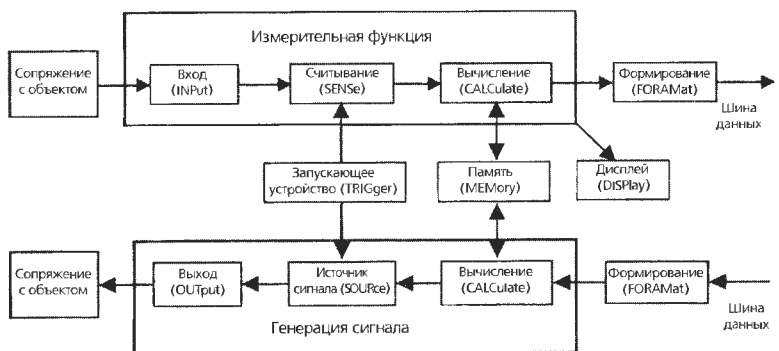 Измерительная функция
Сопряжение
с объектом
Вход
(INPut)
Считывание
(SENSe)
Вычисление
(CALCulate)
Формирование
(FORAMat)
Шина
данных
Запускающее
устройство (TRIGger)
Память
(MEMory)
Дисплей
(DISPlay)
Сопряжение
с объектом
Выход
(OUTput)
Источник
сигнала (SOURce)
Вычисление
(CALCulate)
Формирование
(FORAMat)
Шина
данных
Генерация сигнала